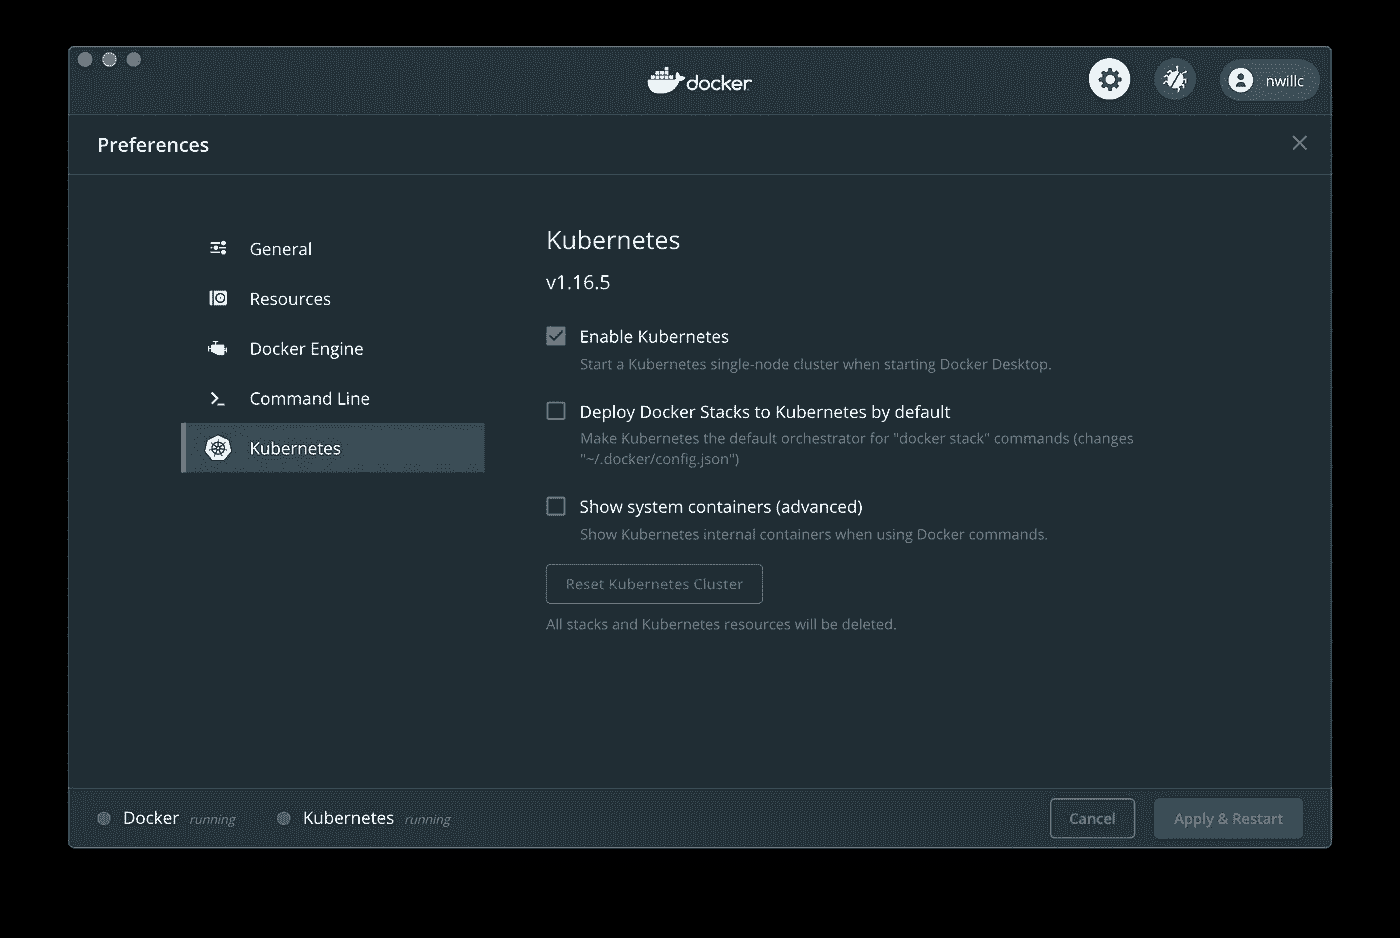 docker
nwillc
Preferences
General
Resources
Docker Engine
Command Line
Kubernetes
Kubernetes
v1.16.5
Enable Kubernetes
Start a Kubernetes single-node cluster when starting Docker Desktop.
Deploy Docker Stacks to Kubernetes by default
Make Kubernetes the default orchestrator for "docker stack" commands (changes
"~/.docker/config.json")
Show system containers (advanced)
Show Kubernetes internal containers when using Docker commands.
Reset Kubernetes Cluster
All stacks and Kubernetes resources will be deleted.
Docker running Kubernetes running
Cancel Apply & Restart